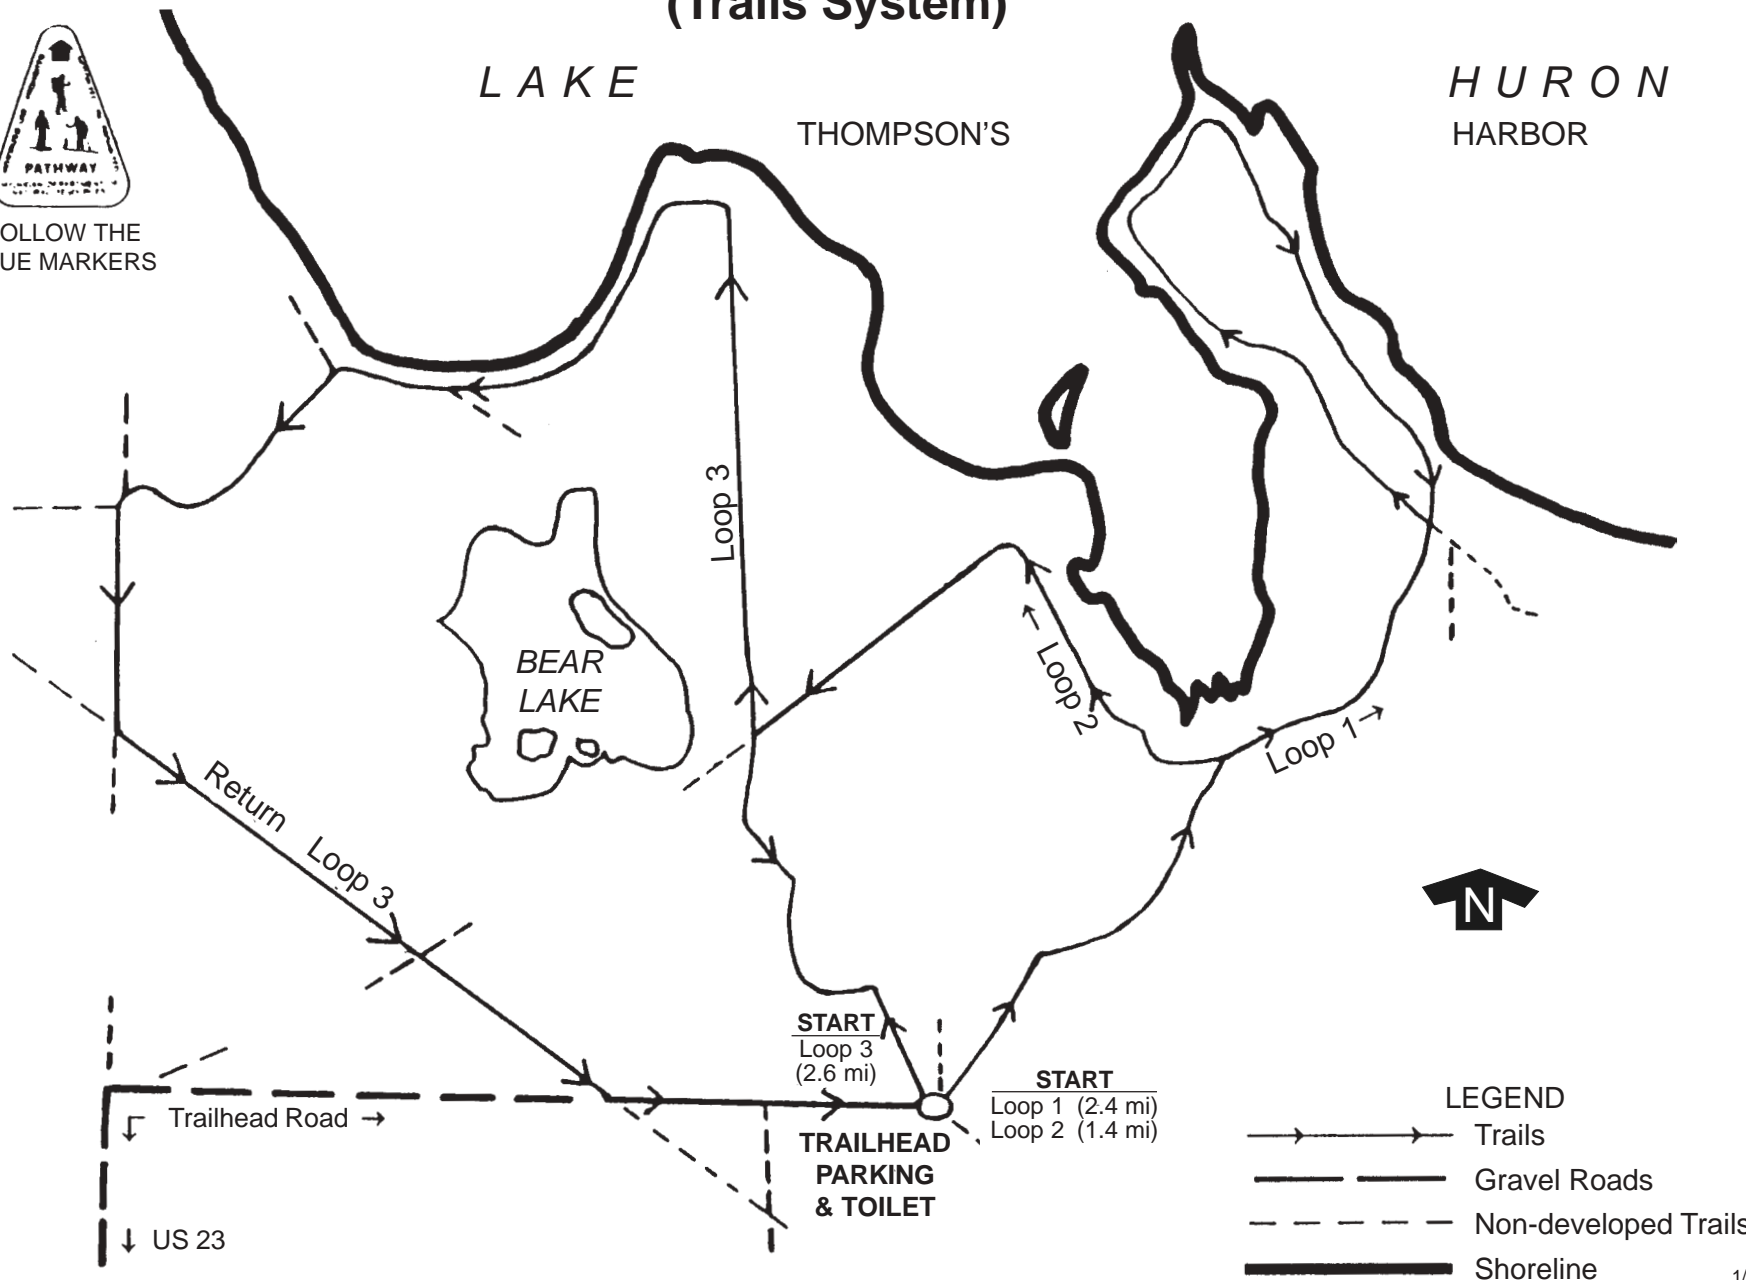 (Trails System)
LAKE
HURON
THOMPSON'S
HARBOR
PATHWAY
OLLOW THE
UE MARKERS
Loop 3
BEAR
LAKE
← Loop 2
Loop 1→
Return Loop 3
N
START
Loop 3
(2.6 mi)
START
Loop 1 (2.4 mi)
Loop 2 (1.4 mi)
Trailhead Road →
TRAILHEAD
PARKING
& TOILET
↓ US 23
LEGEND
Trails
Gravel Roads
Non-developed Trails
Shoreline
1/